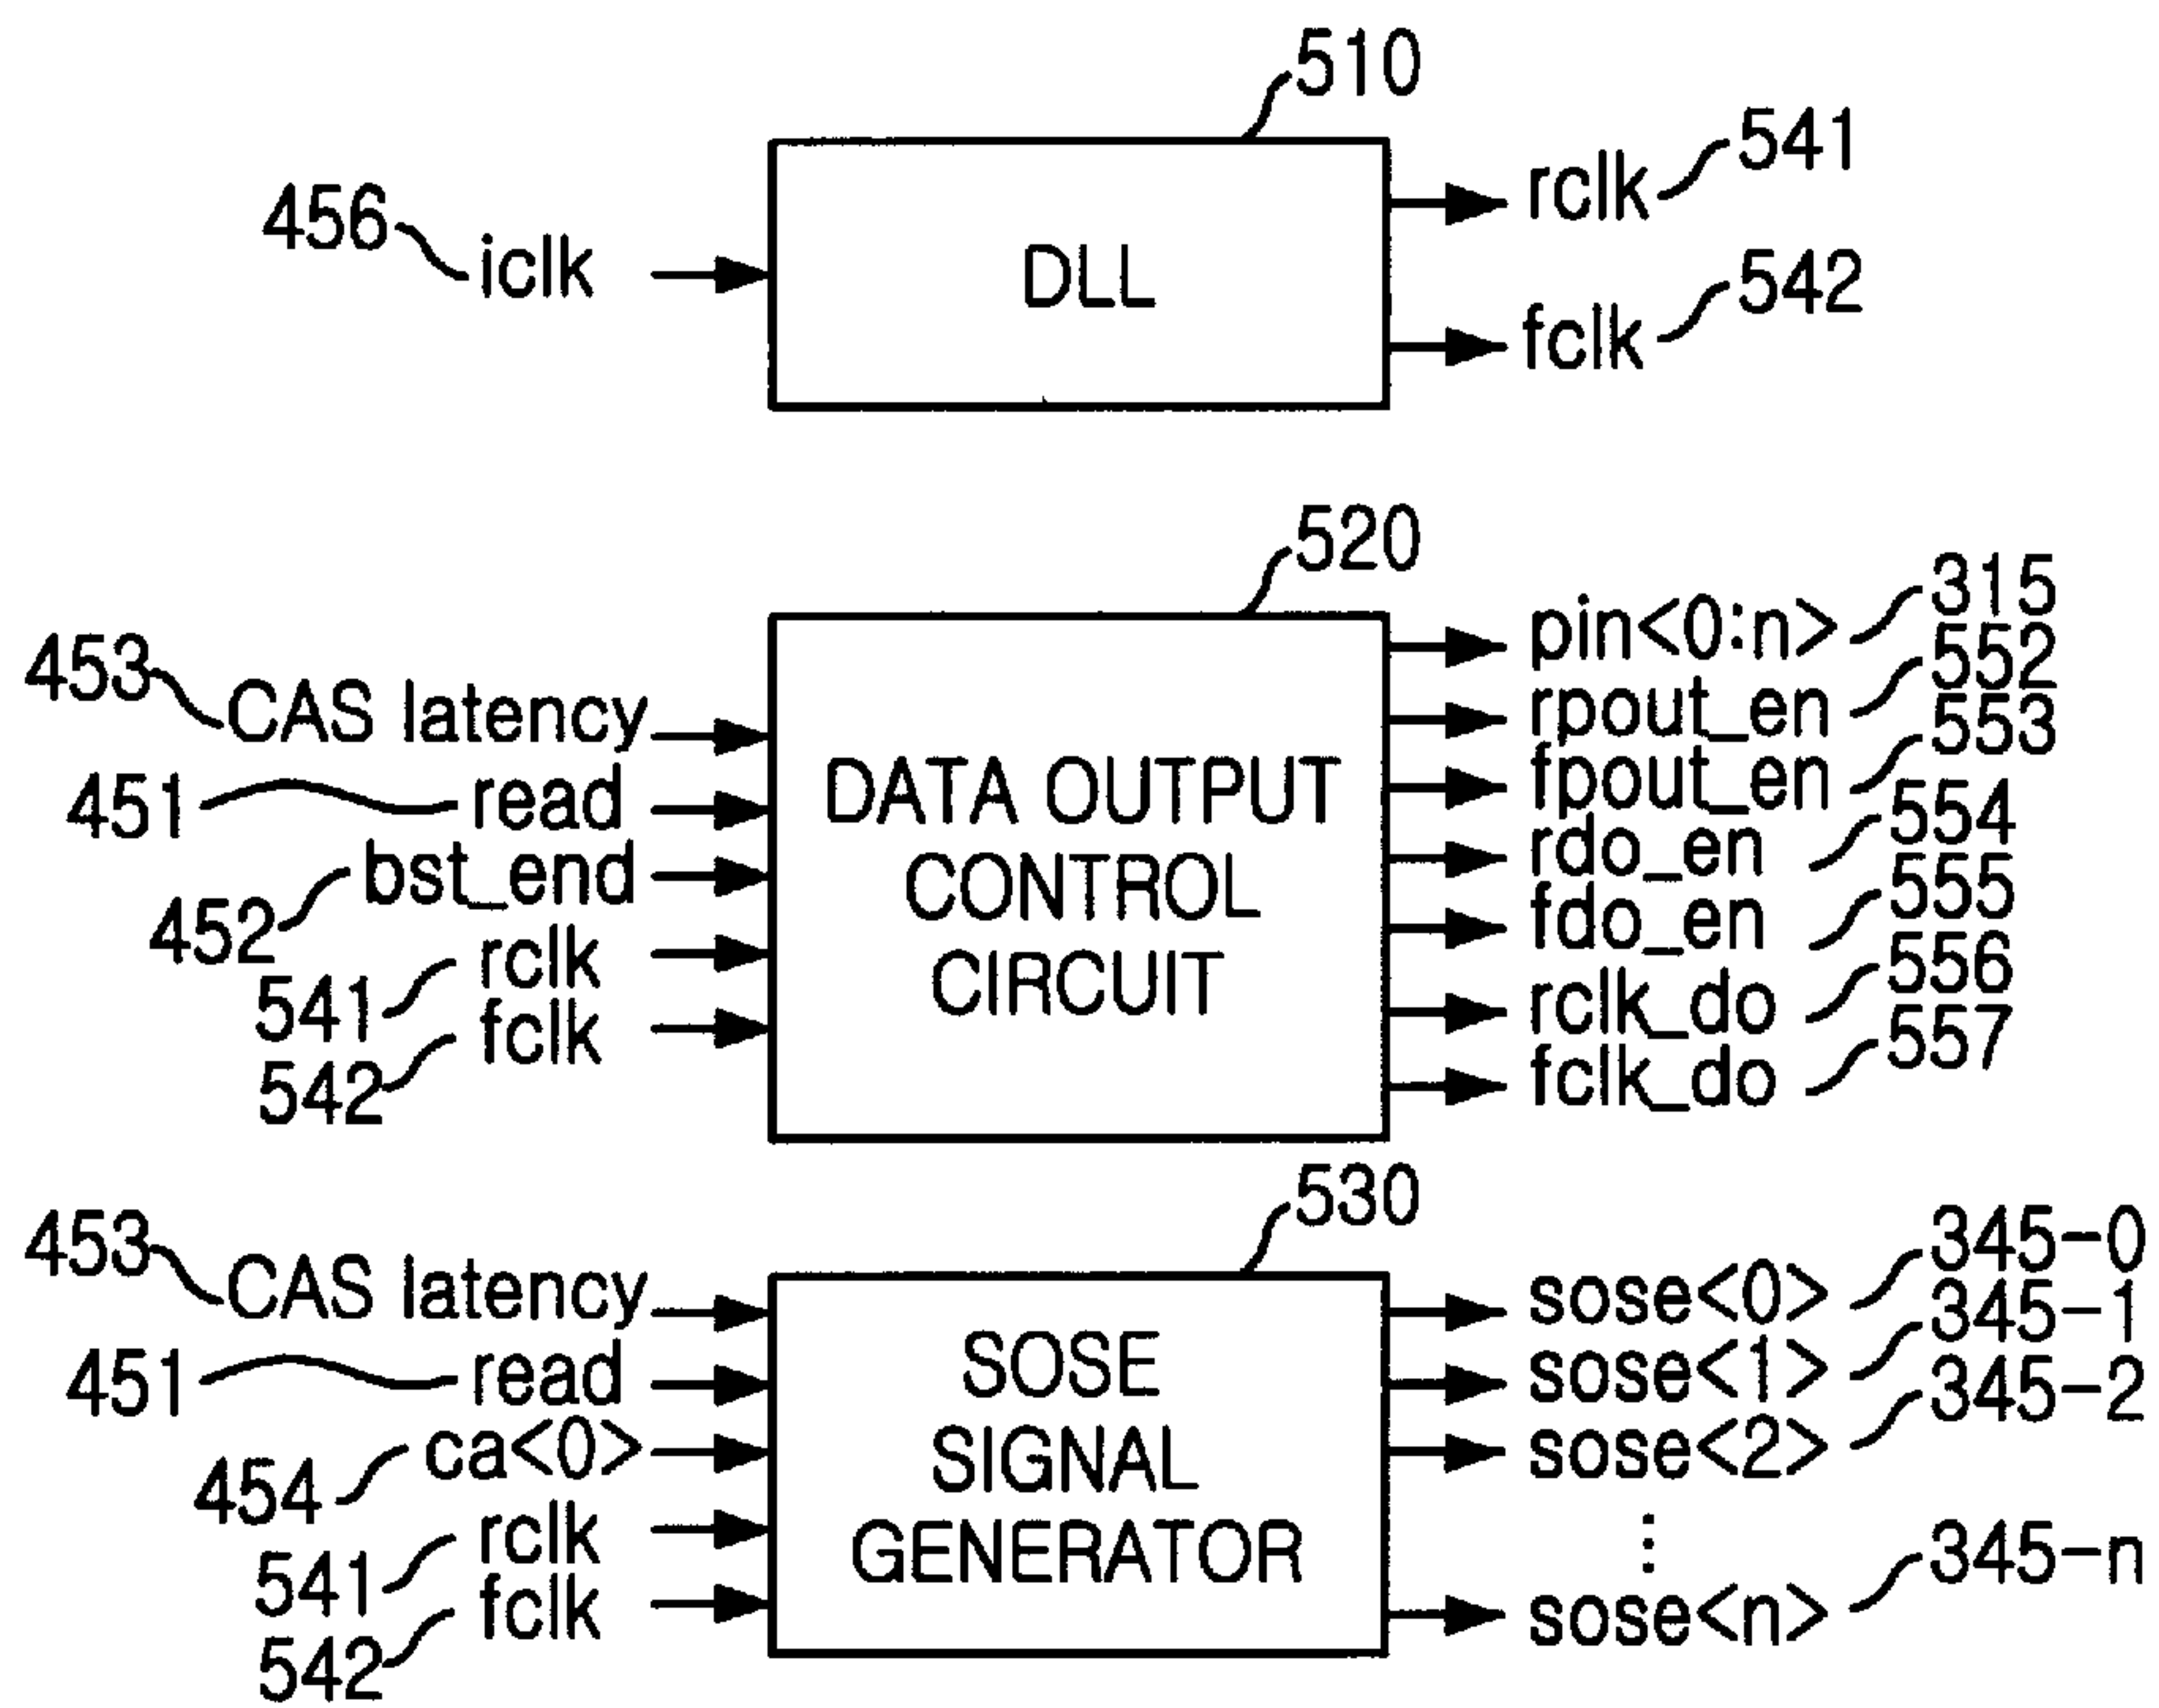 510
541
rclk
456
iclk
DLL
542
fclk
520
315
pin<0:n>
552
453
CAS latency
rpout_en
553
451
read
DATA OUTPUT
fpout_en
554
rdo_en
452
bst_end
CONTROL
555
fdo_en
541
rclk
CIRCUIT
556
rclk_do
542
fclk
557
fclk_do
530
453
CAS latency
345-0
sose<0>
345-1
451
read
SOSE
sose<1>
345-2
454
ca<0>
SIGNAL
sose<2>
541
rclk
GENERATOR
⋮
345-n
542
fclk
sose<n>